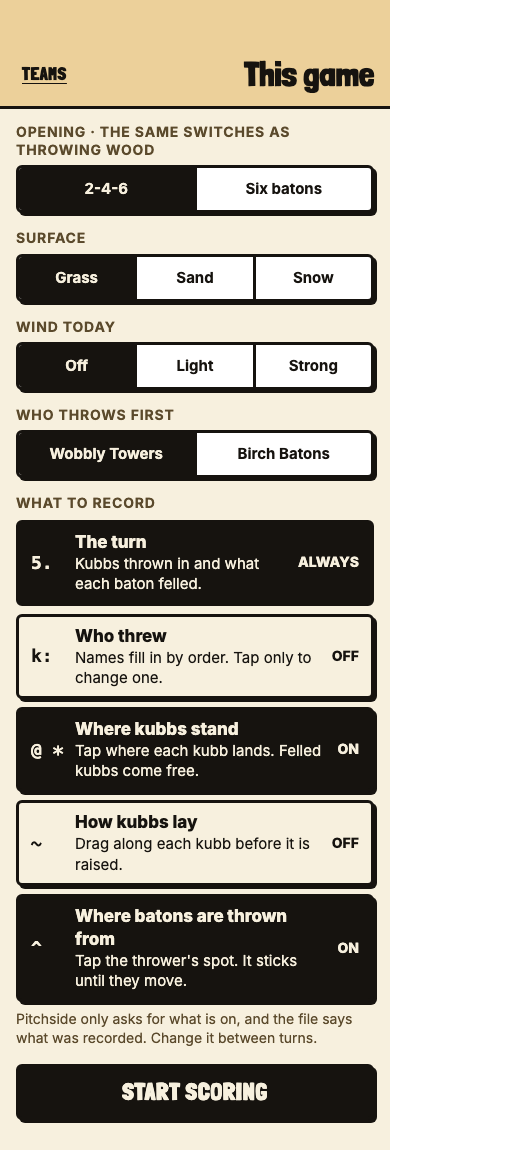 TEAMS
This game
OPENING · THE SAME SWITCHES AS
THROWING WOOD
2-4-6
Six batons
SURFACE
Grass
Sand
Snow
WIND TODAY
Off
Light
Strong
WHO THROWS FIRST
Wobbly Towers
Birch Batons
WHAT TO RECORD
5.
The turn
Kubbs thrown in and what
each baton felled.
ALWAYS
k:
Who threw
Names fill in by order. Tap only to
change one.
OFF
@ *
Where kubbs stand
Tap where each kubb lands. Felled
kubbs come free.
ON
~
How kubbs lay
Drag along each kubb before it is
raised.
OFF
^
Where batons are thrown
from
Tap the thrower's spot. It sticks
until they move.
ON
Pitchside only asks for what is on, and the file says
what was recorded. Change it between turns.
START SCORING